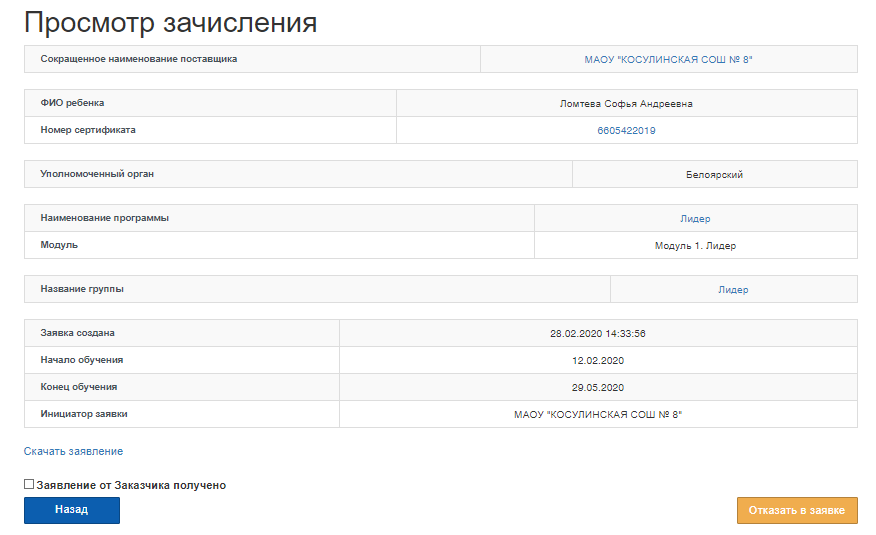 Просмотр зачисления
Сокращенное наименование поставщика МАОУ "КОСУЛИНСКАЯ СОШ № 8"
ФИО ребенка Ломтева Софья Андреевна
Номер сертификата 6605422019
Уполномоченный орган Белоярский
Наименование программы Лидер
Модуль Модуль 1. Лидер
Название группы Лидер
Заявка создана 28.02.2020 14:33:56
Начало обучения 12.02.2020
Конец обучения 29.05.2020
Инициатор заявки МАОУ "КОСУЛИНСКАЯ СОШ № 8"
Скачать заявление
Заявление от Заказчика получено
Назад Отказать в заявке